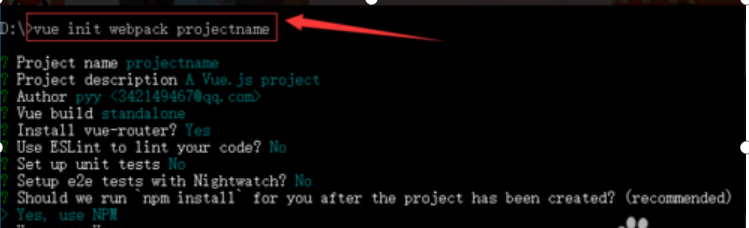 D:\>vue init webpack projectname
? Project name projectname
? Project description A Vue.js project
? Author pyy <342149467@qq.com>
? Vue build standalone
? Install vue-router? Yes
? Use ESLint to lint your code? No
? Set up unit tests No
? Setup e2e tests with Nightwatch? No
? Should we run `npm install` for you after the project has been created? (recommended)
> Yes, use NPM